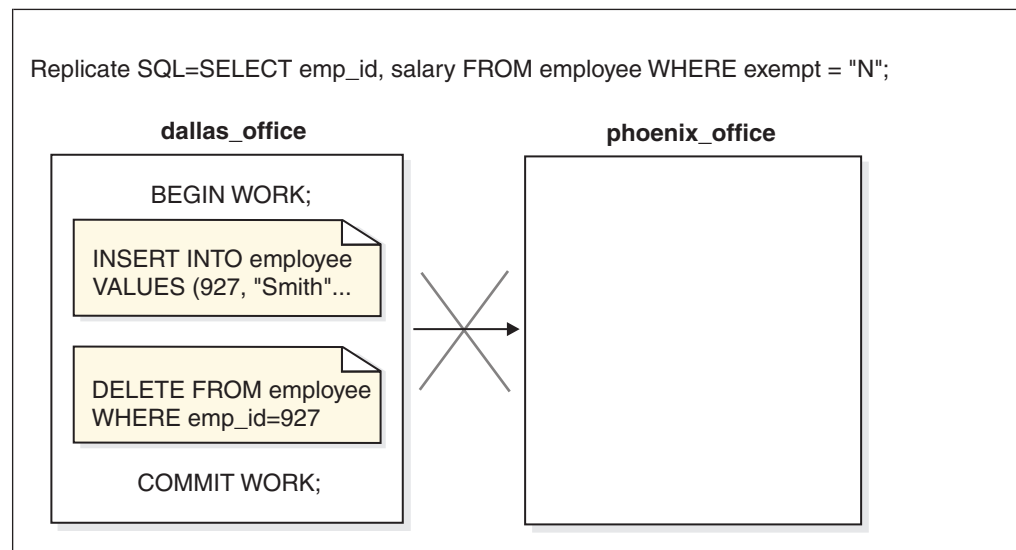 Replicate SQL=SELECT emp_id, salary FROM employee WHERE exempt = "N";
dallas_office
phoenix_office
BEGIN WORK;
INSERT INTO employee
VALUES (927, "Smith"...
DELETE FROM employee
WHERE emp_id=927
COMMIT WORK;